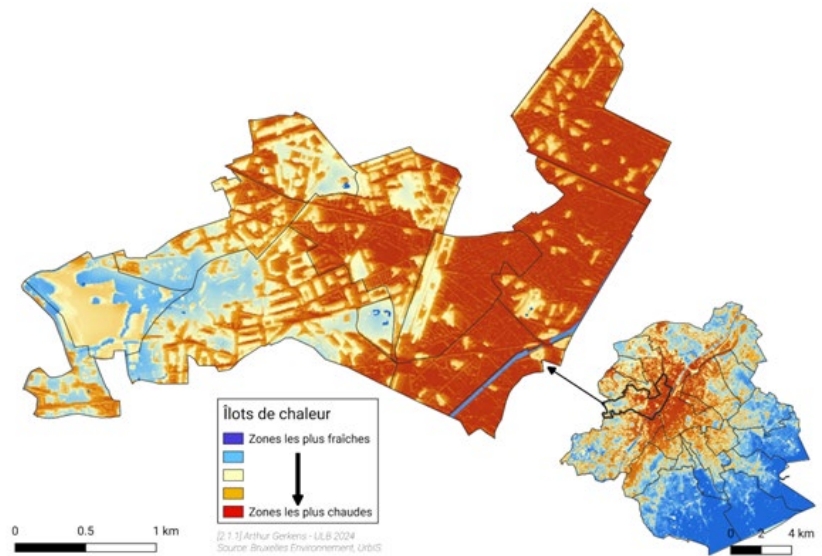 Îlots de chaleur
Zones les plus fraîches
Zones les plus chaudes
0 0.5 1 km
[2.1.1] Arthur Gerkens - ULB 2024
Source: Bruxelles Environnement, UrbIS
0 2 4 km